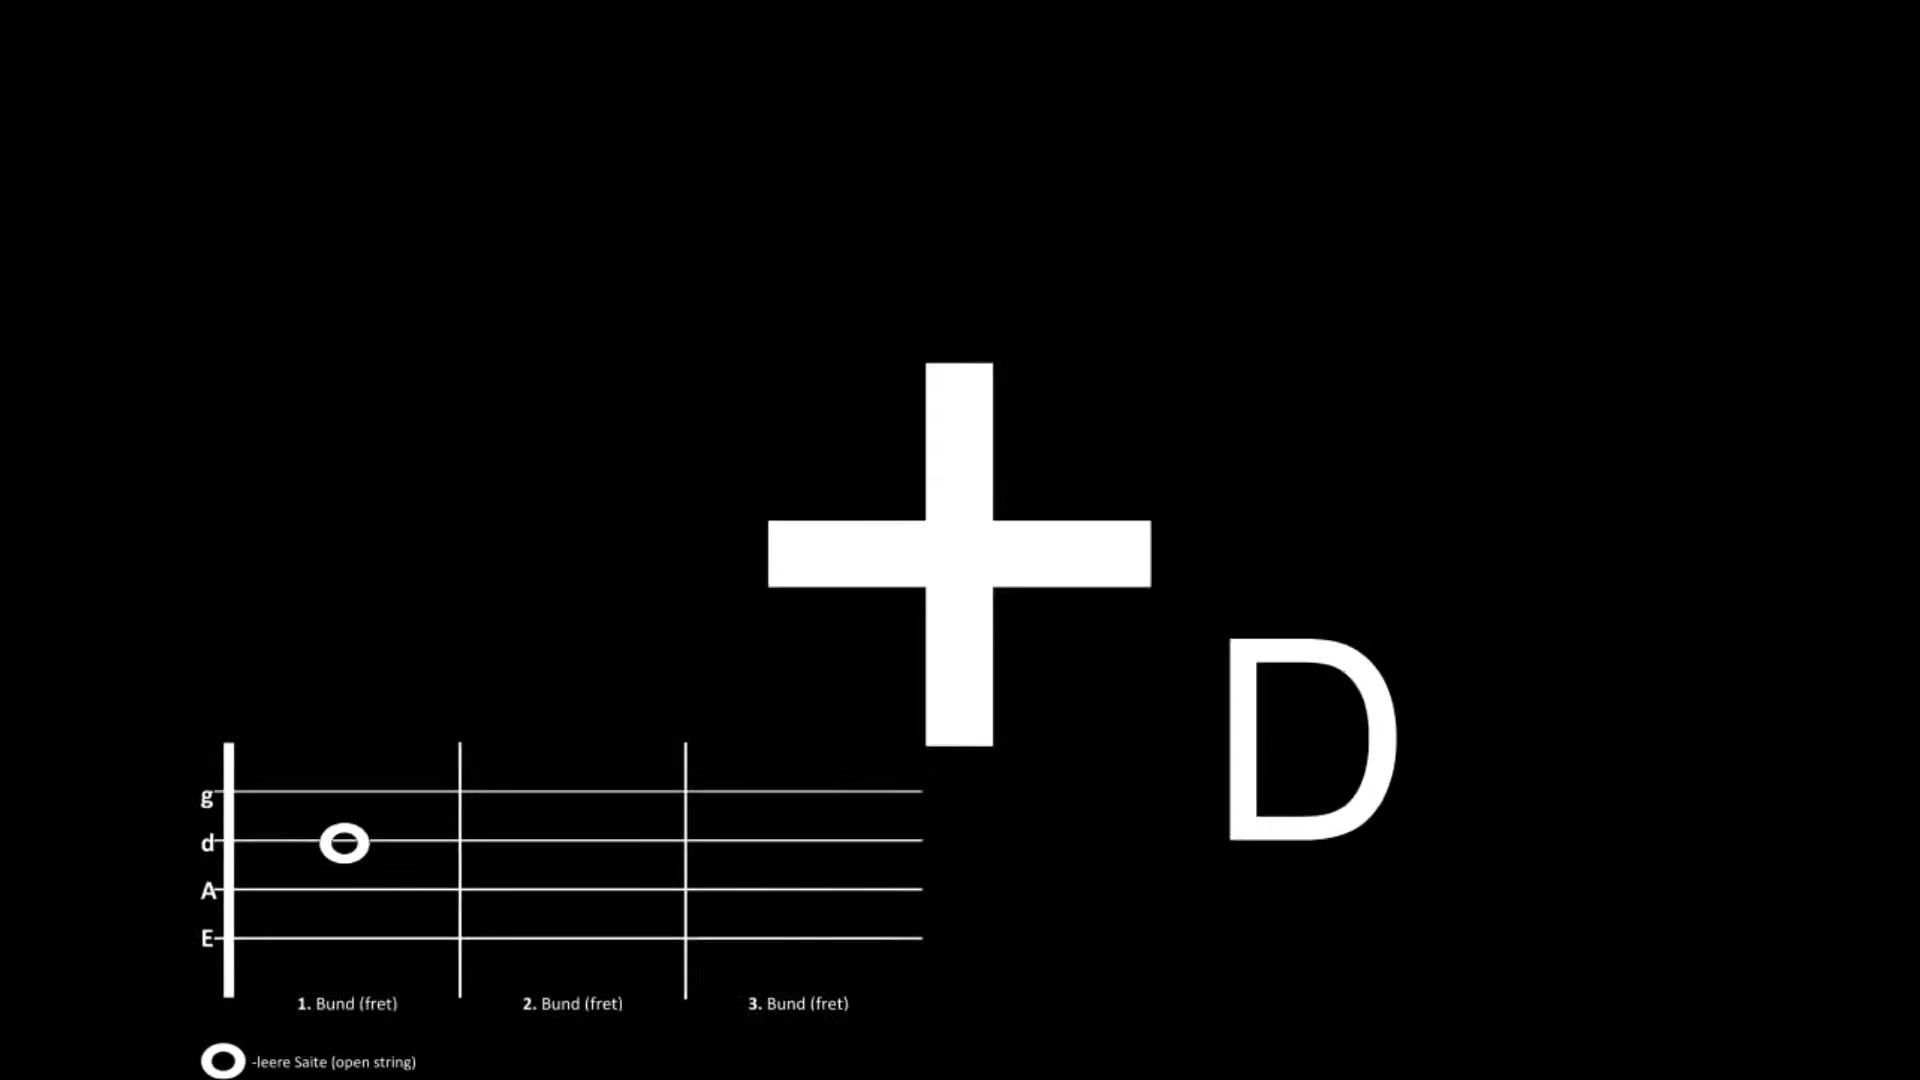 +
D
g
d
A
E
1. Bund (fret) 2. Bund (fret) 3. Bund (fret)
-leere Saite (open string)